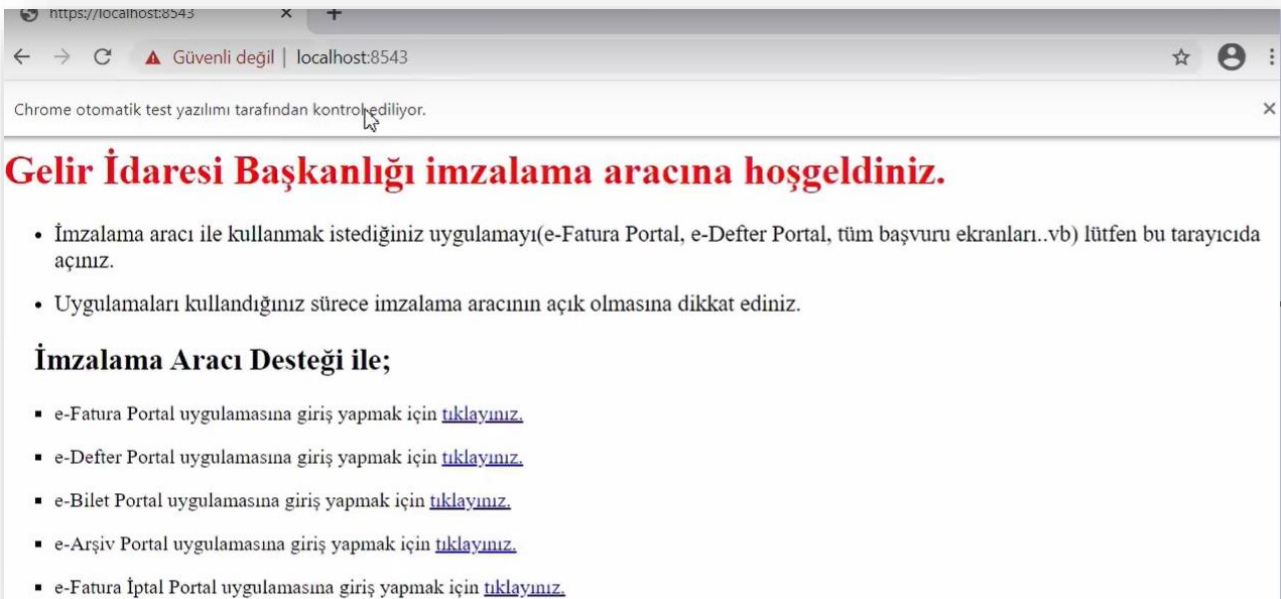 https://localhost:8543
Güvenli değil | localhost:8543
Chrome otomatik test yazılımı tarafından kontrol ediliyor.
Gelir İdaresi Başkanlığı imzalama aracına hoşgeldiniz.
• İmzalama aracı ile kullanmak istediğiniz uygulamayı(e-Fatura Portal, e-Defter Portal, tüm başvuru ekranları..vb) lütfen bu tarayıcıda
açınız.
• Uygulamaları kullandığınız sürece imzalama aracının açık olmasına dikkat ediniz.
İmzalama Aracı Desteği ile;
▪ e-Fatura Portal uygulamasına giriş yapmak için tıklayınız.
▪ e-Defter Portal uygulamasına giriş yapmak için tıklayınız.
▪ e-Bilet Portal uygulamasına giriş yapmak için tıklayınız.
▪ e-Arşiv Portal uygulamasına giriş yapmak için tıklayınız.
▪ e-Fatura İptal Portal uygulamasına giriş yapmak için tıklayınız.